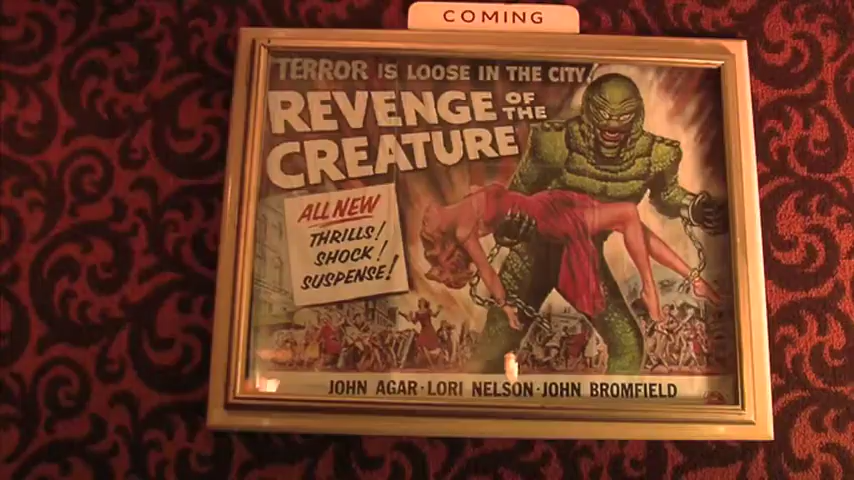 COMING
TERROR IS LOOSE IN THE CITY
REVENGE OF THE
CREATURE
ALL NEW
THRILLS!
SHOCK!
SUSPENSE!
JOHN AGAR · LORI NELSON · JOHN BROMFIELD